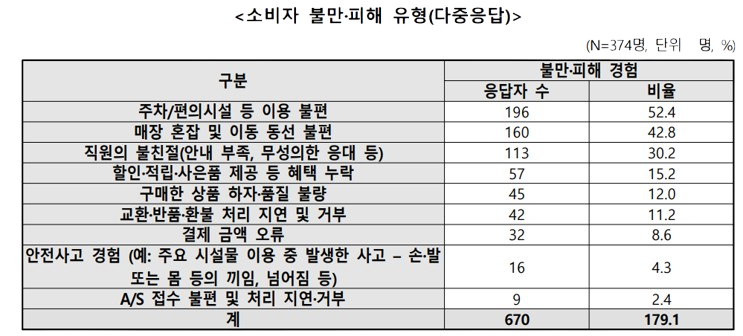 <소비자 불만·피해 유형(다중응답)>
(N=374명, 단위 명, %)
구분 불만·피해 경험
응답자 수 비율
주차/편의시설 등 이용 불편 196 52.4
매장 혼잡 및 이동 동선 불편 160 42.8
직원의 불친절(안내 부족, 무성의한 응대 등) 113 30.2
할인·적립·사은품 제공 등 혜택 누락 57 15.2
구매한 상품 하자·품질 불량 45 12.0
교환·반품·환불 처리 지연 및 거부 42 11.2
결제 금액 오류 32 8.6
안전사고 경험 (예: 주요 시설물 이용 중 발생한 사고 – 손·발
또는 몸 등의 끼임, 넘어짐 등) 16 4.3
A/S 접수 불편 및 처리 지연·거부 9 2.4
계 670 179.1